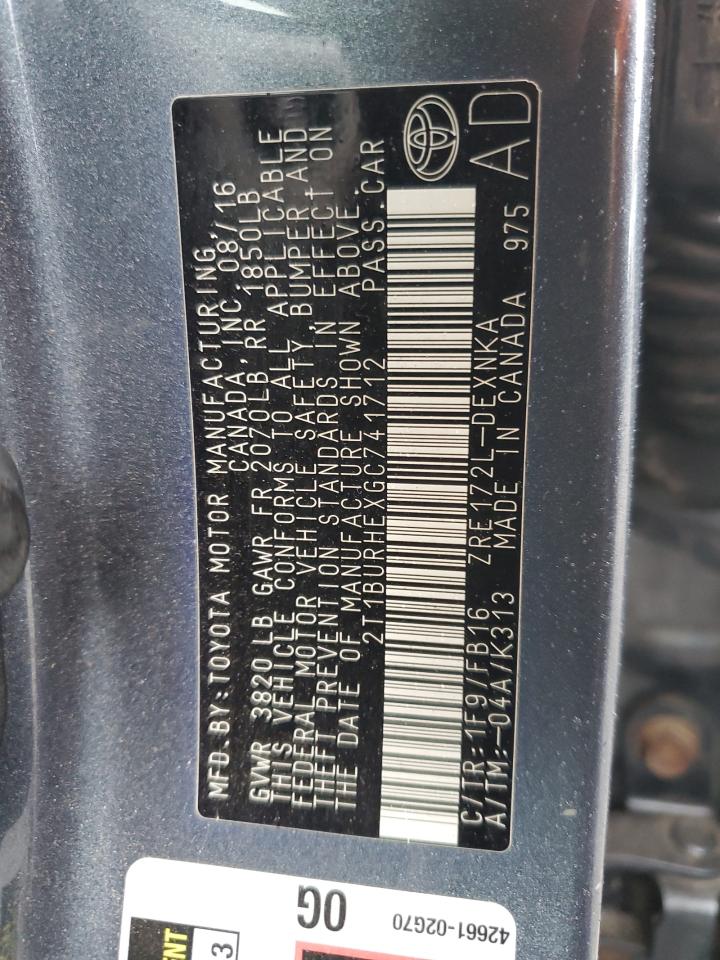 MFD. BY: TOYOTA MOTOR MANUFACTURING,
CANADA, INC. 08/16
GVWR 3820LB GAWR FR 2070LB RR 1850LB
THIS VEHICLE CONFORMS TO ALL APPLICABLE
FEDERAL MOTOR VEHICLE SAFETY, BUMPER AND
THEFT PREVENTION STANDARDS IN EFFECT ON
THE DATE OF MANUFACTURE SHOWN ABOVE.
2T1BURHEXGC741712 PASS.CAR
C/TR:1F9/FB16 ZRE172L-DEXNKA
A/TM:-04A/K313 MADE IN CANADA 975
AD
0G
42661-02G70
3